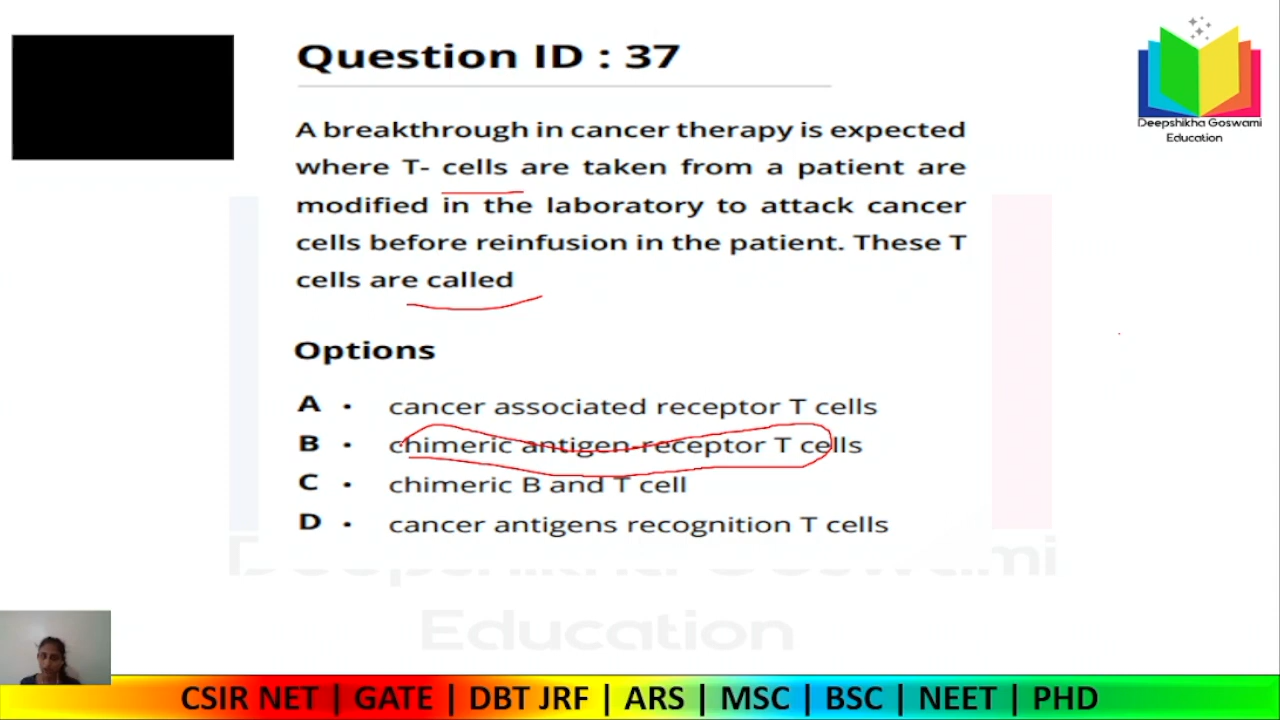 Question ID : 37
Deepshikha Goswami
Education
A breakthrough in cancer therapy is expected
where T- cells are taken from a patient are
modified in the laboratory to attack cancer
cells before reinfusion in the patient. These T
cells are called
Options
A • cancer associated receptor T cells
B • chimeric antigen receptor T cells
C • chimeric B and T cell
D • cancer antigens recognition T cells
Deepshikha Goswami
Education
CSIR NET | GATE | DBT JRF | ARS | MSC | BSC | NEET | PHD